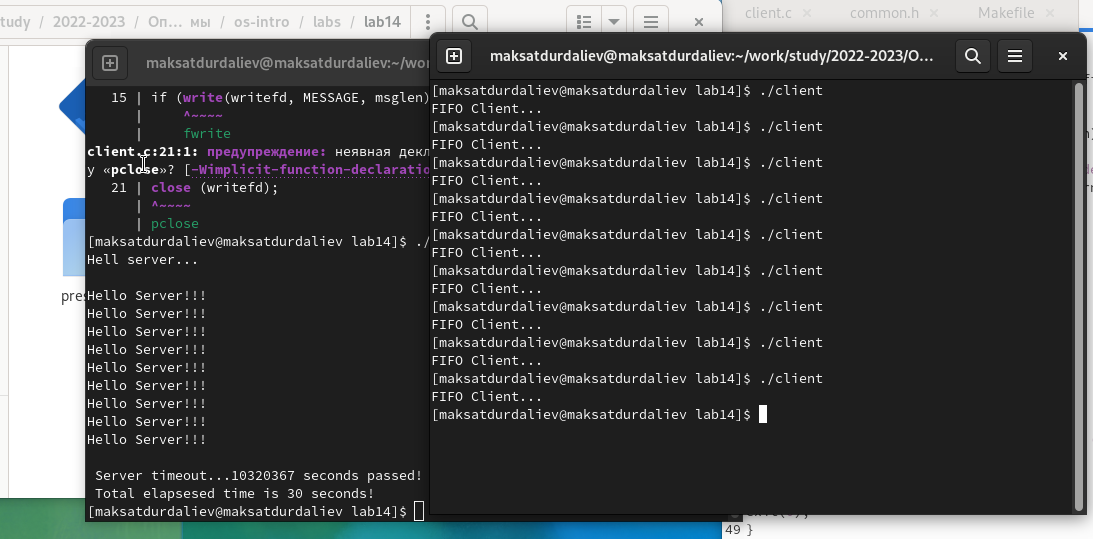 tudy / 2022-2023 / Оп… мы / os-intro / labs / lab14
client.c
common.h
Makefile
maksatdurdaliev@maksatdurdaliev:~/wor
15 | if (write(writefd, MESSAGE, msglen)
| ^~~~~
| fwrite
client.c:21:1: предупреждение: неявная декл
у «pclose»? [-Wimplicit-function-declaratio
21 | close (writefd);
| ^~~~~
| pclose
[maksatdurdaliev@maksatdurdaliev lab14]$ ./
Hell server...
Hello Server!!!
Hello Server!!!
Hello Server!!!
Hello Server!!!
Hello Server!!!
Hello Server!!!
Hello Server!!!
Hello Server!!!
Hello Server!!!
Server timeout...10320367 seconds passed!
Total elapsesed time is 30 seconds!
[maksatdurdaliev@maksatdurdaliev lab14]$
maksatdurdaliev@maksatdurdaliev:~/work/study/2022-2023/O…
[maksatdurdaliev@maksatdurdaliev lab14]$ ./client
FIFO Client...
[maksatdurdaliev@maksatdurdaliev lab14]$ ./client
FIFO Client...
[maksatdurdaliev@maksatdurdaliev lab14]$ ./client
FIFO Client...
[maksatdurdaliev@maksatdurdaliev lab14]$ ./client
FIFO Client...
[maksatdurdaliev@maksatdurdaliev lab14]$ ./client
FIFO Client...
[maksatdurdaliev@maksatdurdaliev lab14]$ ./client
FIFO Client...
[maksatdurdaliev@maksatdurdaliev lab14]$ ./client
FIFO Client...
[maksatdurdaliev@maksatdurdaliev lab14]$ ./client
FIFO Client...
[maksatdurdaliev@maksatdurdaliev lab14]$ ./client
FIFO Client...
[maksatdurdaliev@maksatdurdaliev lab14]$
pre
49 }